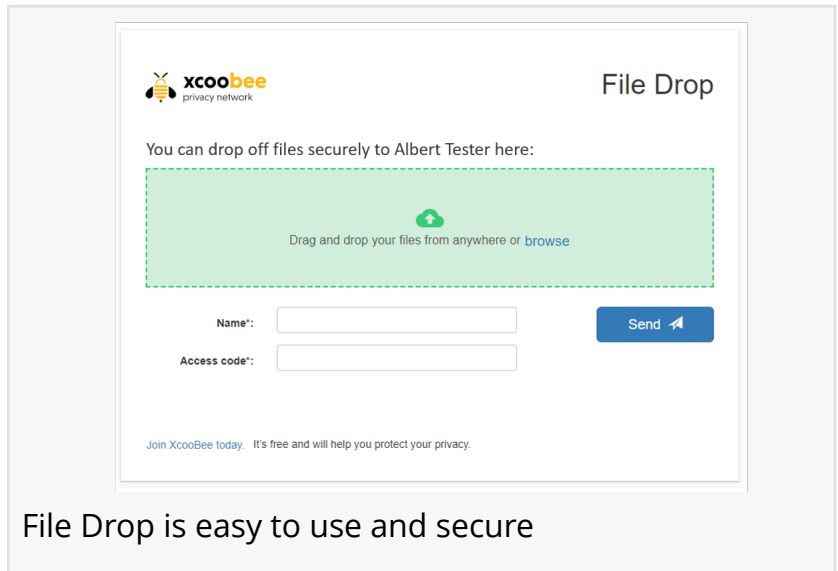 xcoobee
privacy network
File Drop
You can drop off files securely to Albert Tester here:
Drag and drop your files from anywhere or browse
Name*:
Send
Access code*:
Join XcooBee today. It's free and will help you protect your privacy.
File Drop is easy to use and secure